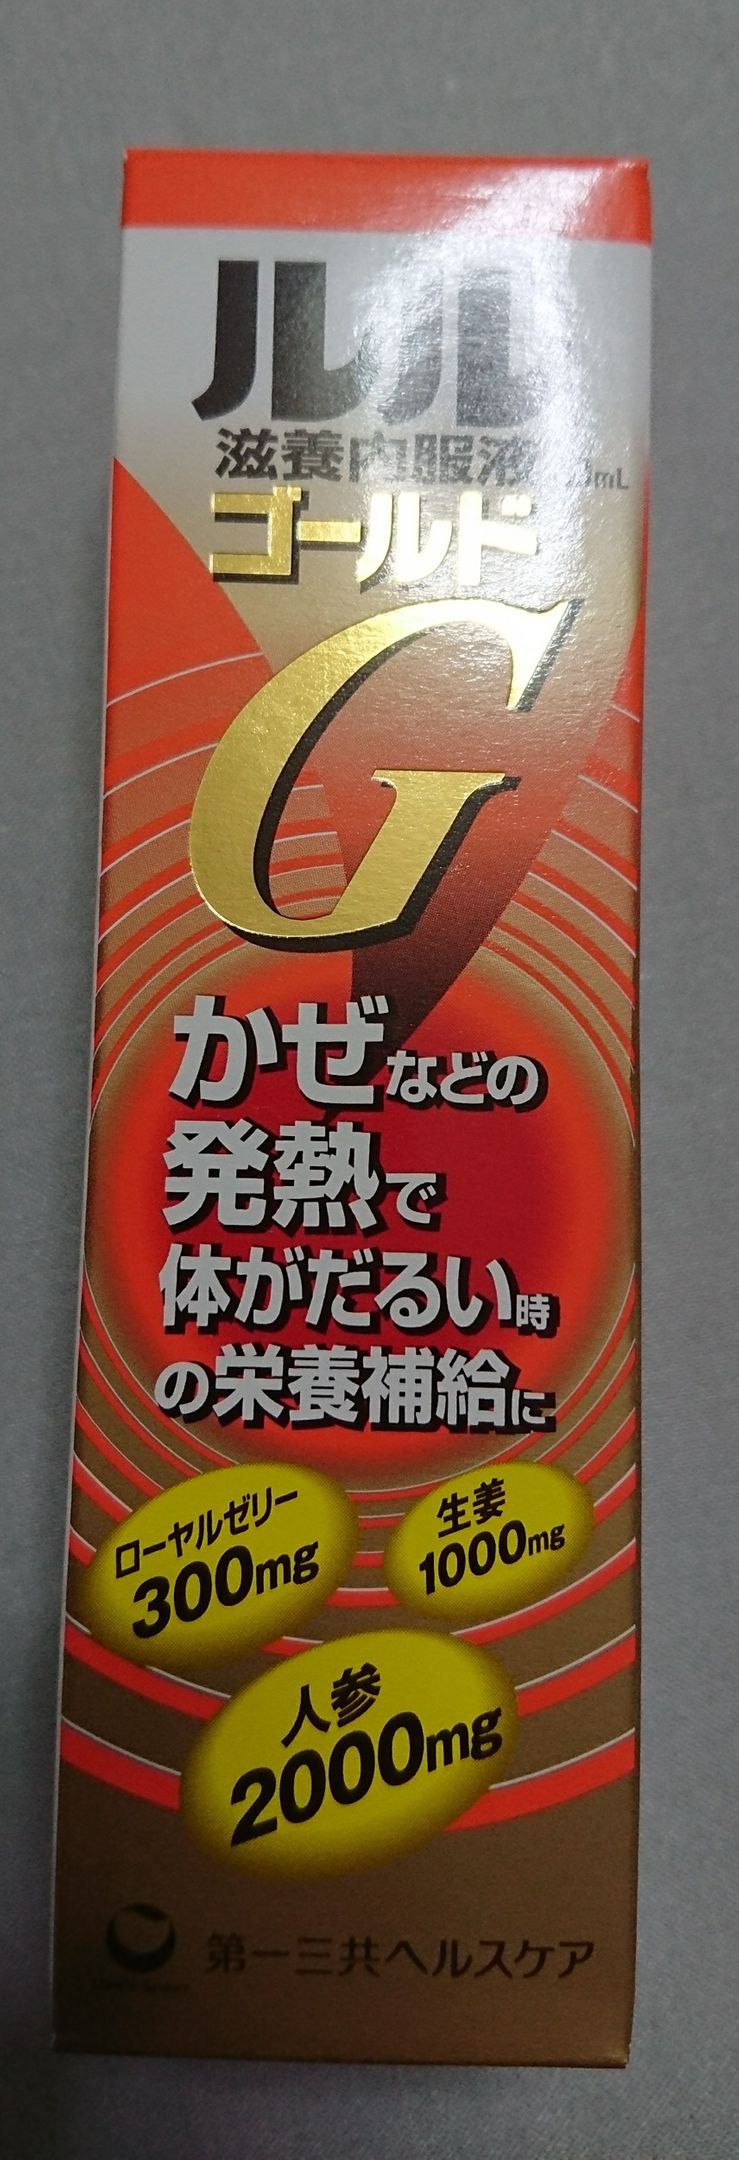 ルル
滋養内服液
ゴールド
G
かぜなどの
発熱で
体がだるい時
の栄養補給に
ローヤルゼリー
300mg
生姜
1000mg
人参
2000mg
第一三共ヘルスケア